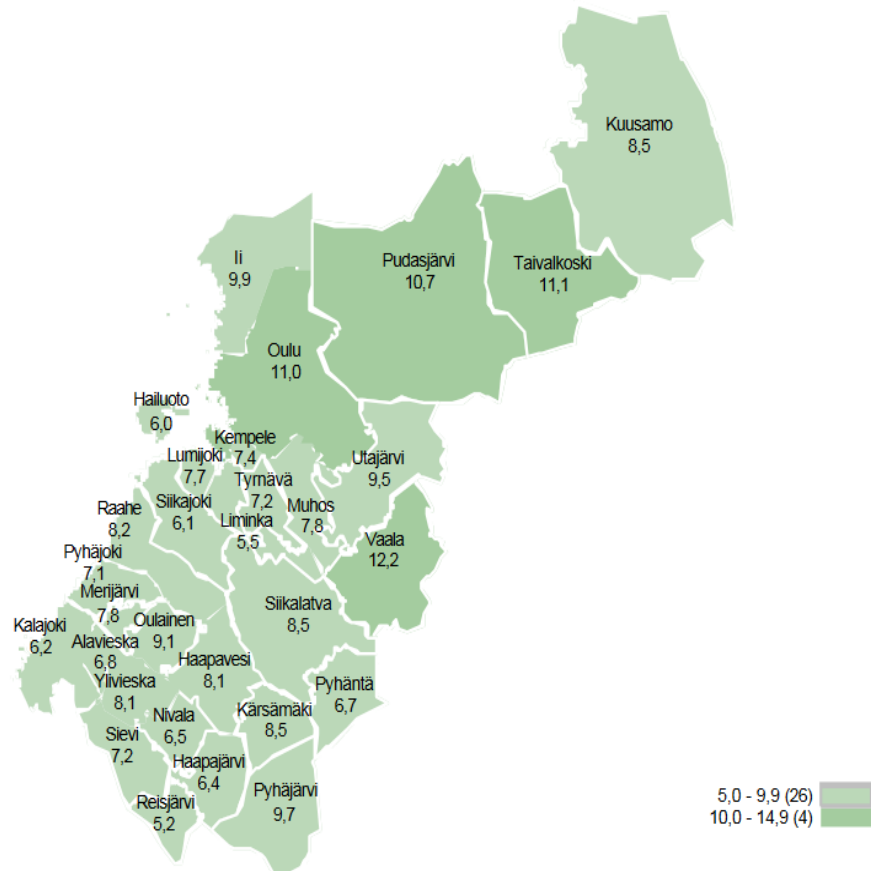 Kuusamo
8,5
Ii
9,9
Pudasjärvi
10,7
Taivalkoski
11,1
Oulu
11,0
Hailuoto
6,0
Kempele
7,4
Lumijoki
7,7
Tyrnävä
7,2
Utajärvi
9,5
Siikajoki
6,1
Muhos
7,8
Raahe
8,2
Liminka
5,5
Vaala
12,2
Pyhäjoki
7,1
Merijärvi
7,8
Siikalatva
8,5
Kalajoki
6,2
Oulainen
9,1
Alavieska
6,8
Haapavesi
8,1
Ylivieska
8,1
Pyhäntä
6,7
Nivala
6,5
Kärsämäki
8,5
Sievi
7,2
Haapajärvi
6,4
Reisjärvi
5,2
Pyhäjärvi
9,7
5,0 - 9,9 (26)
10,0 - 14,9 (4)